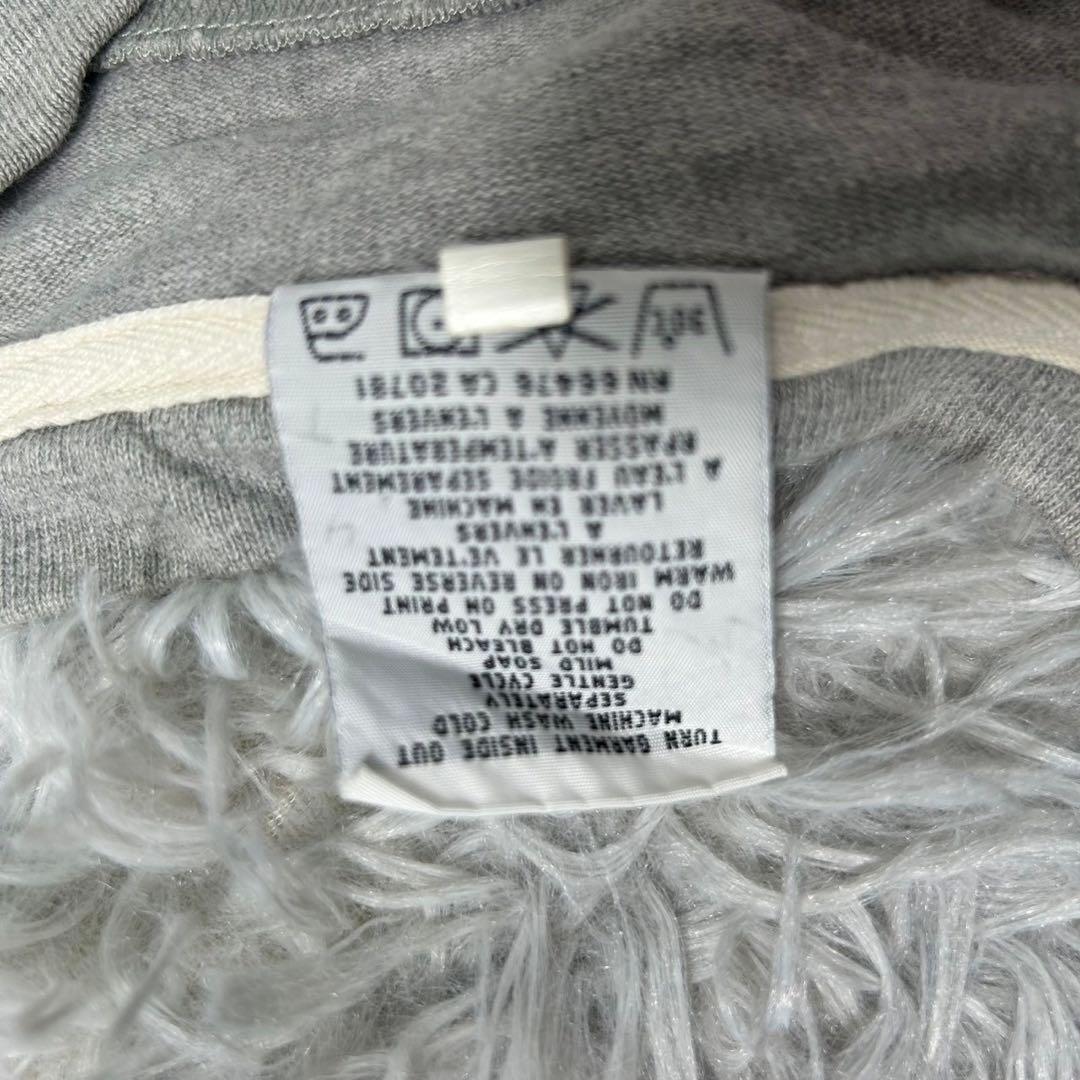 TURN GARMENT INSIDE OUT
MACHINE WASH COLD
SEPARATELY
GENTLE CYCLE
MILD SOAP
DO NOT BLEACH
TUMBLE DRY LOW
DO NOT PRESS ON PRINT
WARM IRON ON REVERSE SIDE
RETOURNER LE VETEMENT
A L'ENVERS
LAVER EN MACHINE
A L'EAU FROIDE SEPAREMENT
RPASSER A'TEMPERATURE
MOYENNE A L'ENVERS
RN 66476 CA 20781